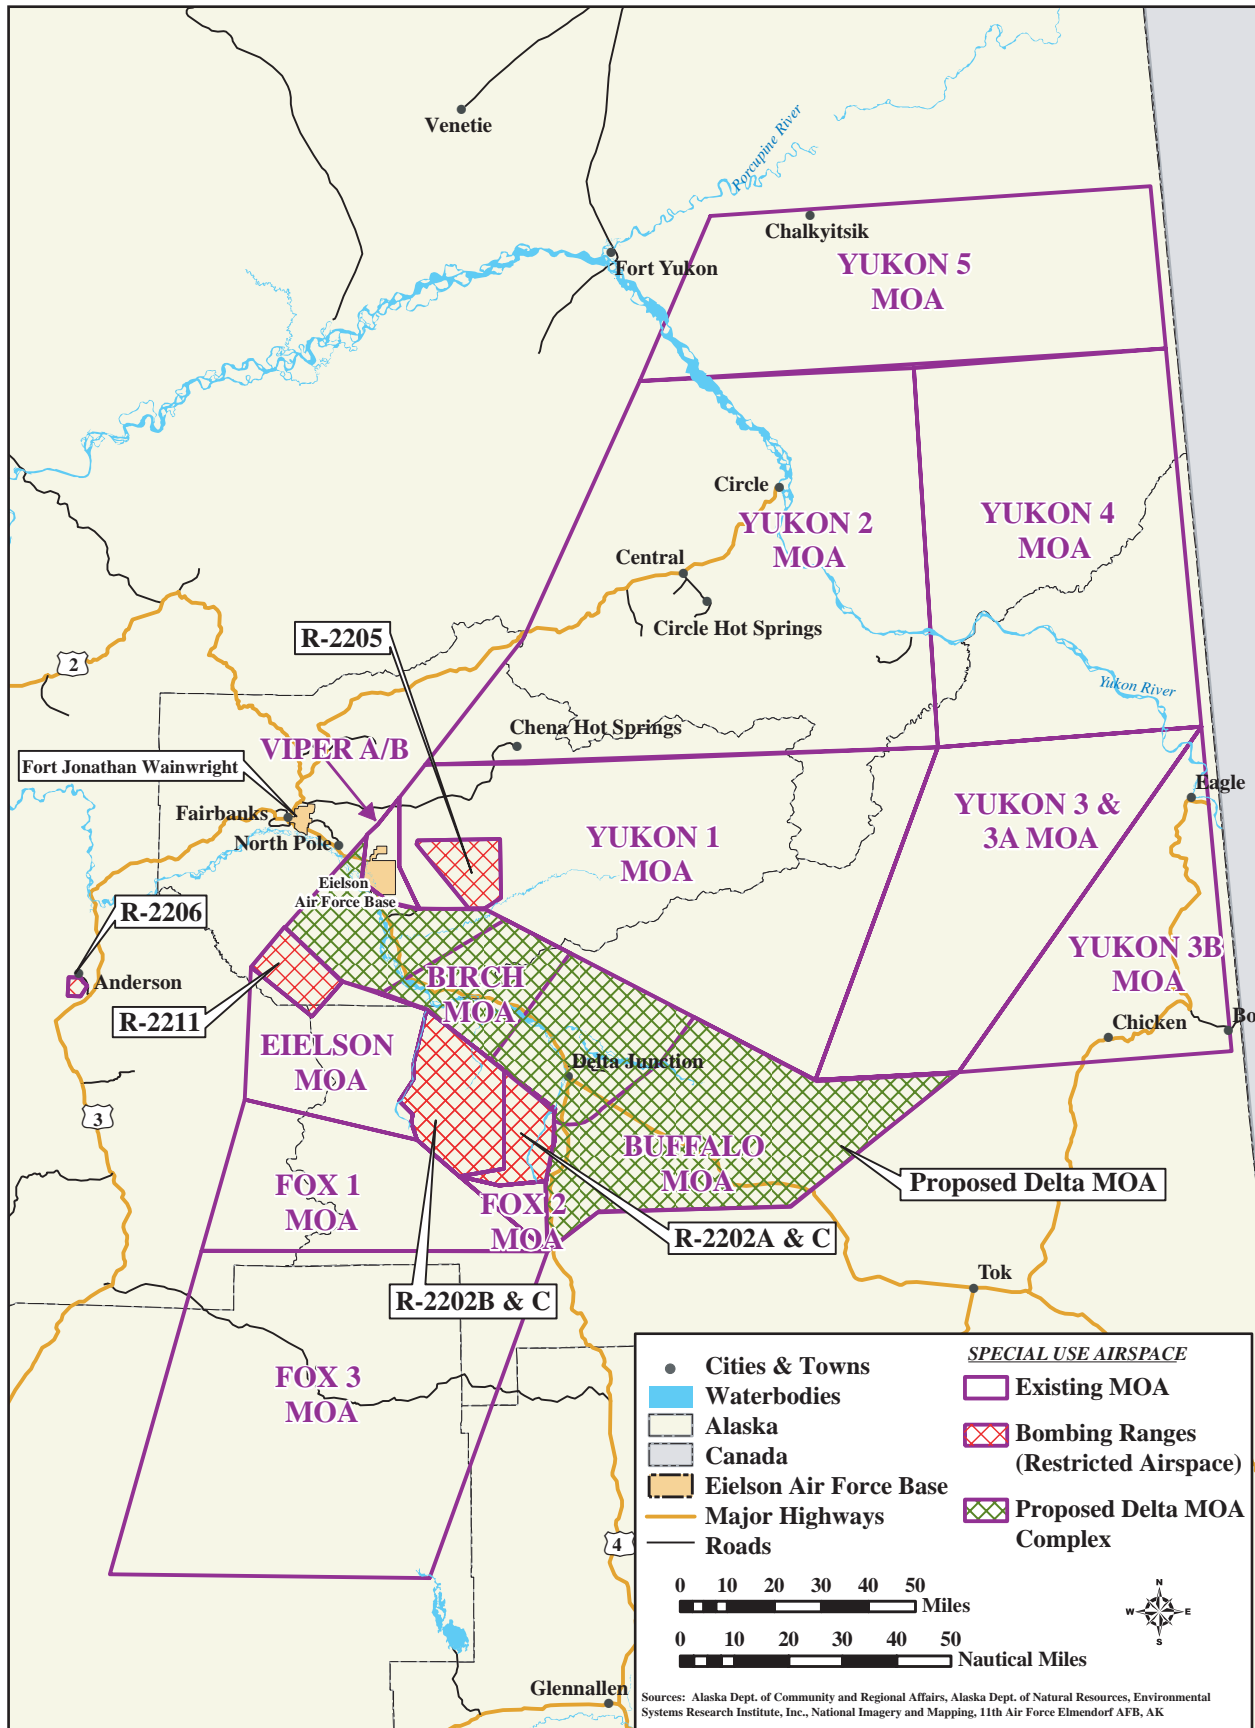 Venetie
Porcupine River
Chalkyitsik
Fort Yukon
YUKON 5
MOA
Circle
YUKON 2
MOA
YUKON 4
MOA
Central
Circle Hot Springs
R-2205
2
Yukon River
Chena Hot Springs
VIPER A/B
Fort Jonathan Wainwright
Eagle
Fairbanks
North Pole
YUKON 1
MOA
YUKON 3 &
3A MOA
Eielson
Air Force Base
R-2206
Anderson
BIRCH
MOA
YUKON 3B
MOA
R-2211
Chicken
Bo
EIELSON
MOA
Delta Junction
3
BUFFALO
MOA
Proposed Delta MOA
FOX 1
MOA
FOX 2
MOA
R-2202A & C
Tok
R-2202B & C
FOX 3
MOA
4
Glennallen
Cities & Towns
Waterbodies
Alaska
Canada
Eielson Air Force Base
Major Highways
Roads
SPECIAL USE AIRSPACE
Existing MOA
Bombing Ranges
(Restricted Airspace)
Proposed Delta MOA
Complex
0 10 20 30 40 50
Miles
0 10 20 30 40 50
Nautical Miles
N
W E
S
Sources: Alaska Dept. of Community and Regional Affairs, Alaska Dept. of Natural Resources, Environmental
Systems Research Institute, Inc., National Imagery and Mapping, 11th Air Force Elmendorf AFB, AK